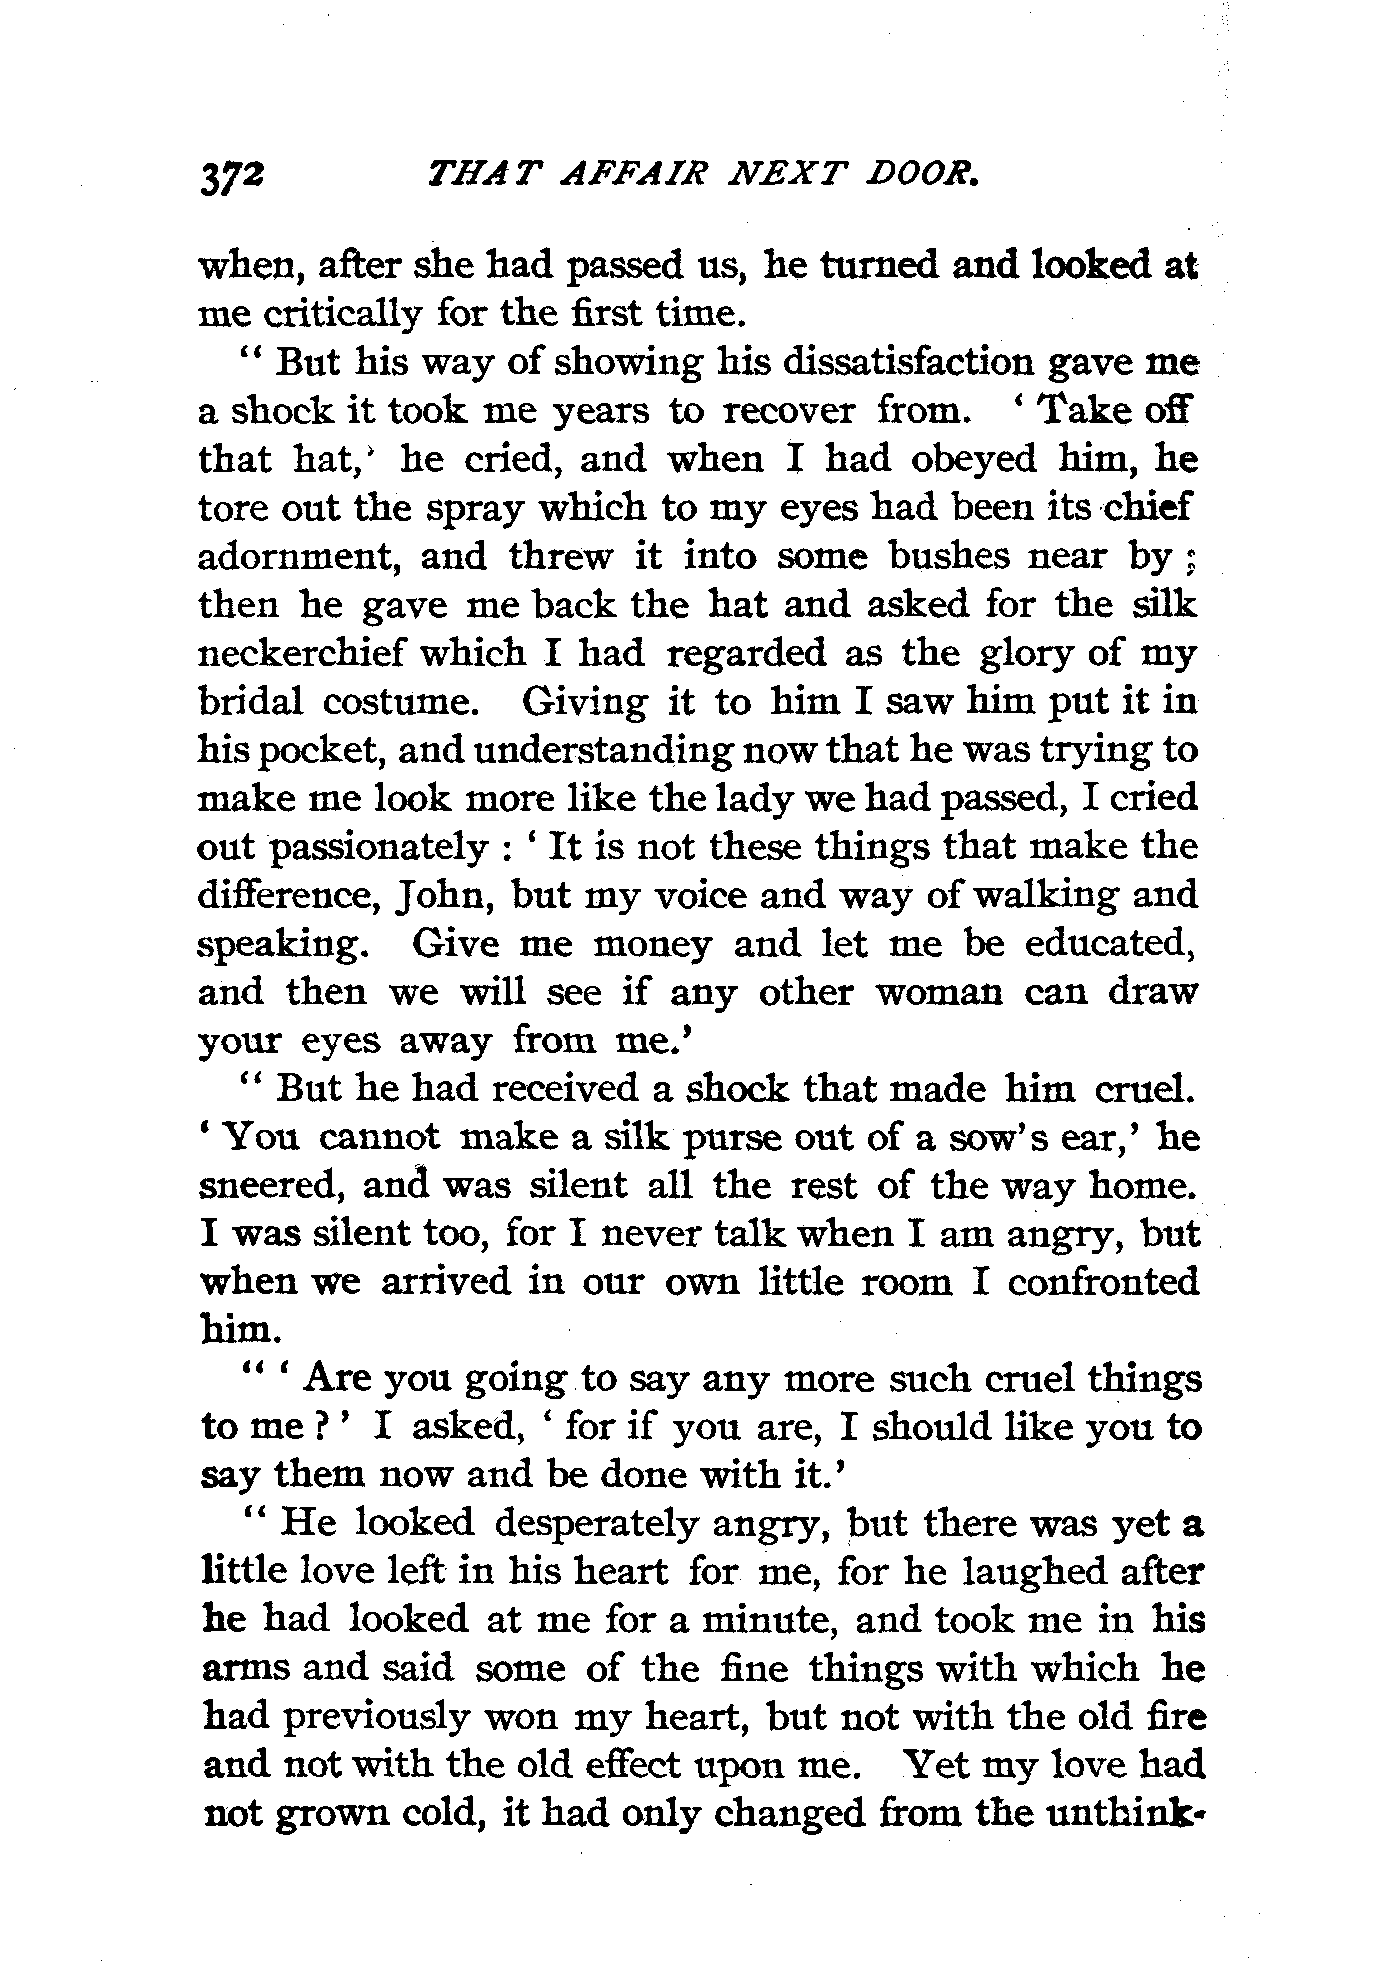 372 THAT AFFAIR NEXT DOOR.
when, after she had passed us, he turned and looked at
me critically for the first time.
“ But his way of showing his dissatisfaction gave me
a shock it took me years to recover from. ‘ Take off
that hat,’ he cried, and when I had obeyed him, he
tore out the spray which to my eyes had been its chief
adornment, and threw it into some bushes near by ;
then he gave me back the hat and asked for the silk
neckerchief which I had regarded as the glory of my
bridal costume. Giving it to him I saw him put it in
his pocket, and understanding now that he was trying to
make me look more like the lady we had passed, I cried
out passionately : ‘ It is not these things that make the
difference, John, but my voice and way of walking and
speaking. Give me money and let me be educated,
and then we will see if any other woman can draw
your eyes away from me.’
“ But he had received a shock that made him cruel.
‘ You cannot make a silk purse out of a sow’s ear,’ he
sneered, and was silent all the rest of the way home.
I was silent too, for I never talk when I am angry, but
when we arrived in our own little room I confronted
him.
“ ‘ Are you going to say any more such cruel things
to me ? ’ I asked, ‘ for if you are, I should like you to
say them now and be done with it.’
“ He looked desperately angry, but there was yet a
little love left in his heart for me, for he laughed after
he had looked at me for a minute, and took me in his
arms and said some of the fine things with which he
had previously won my heart, but not with the old fire
and not with the old effect upon me. Yet my love had
not grown cold, it had only changed from the unthink-